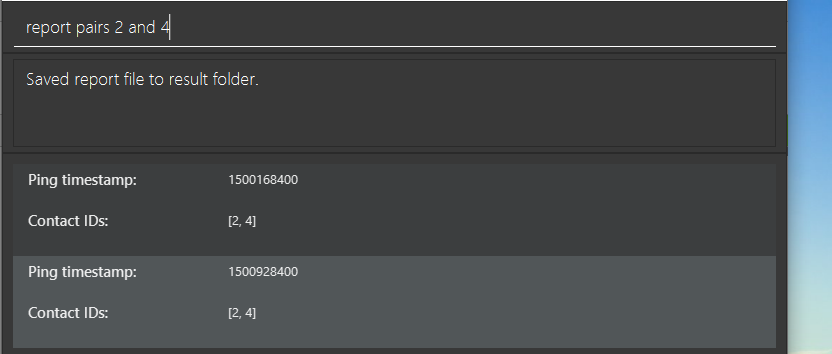 report pairs 2 and 4
Saved report file to result folder.
Ping timestamp: 1500168400
Contact IDs: [2, 4]
Ping timestamp: 1500928400
Contact IDs: [2, 4]